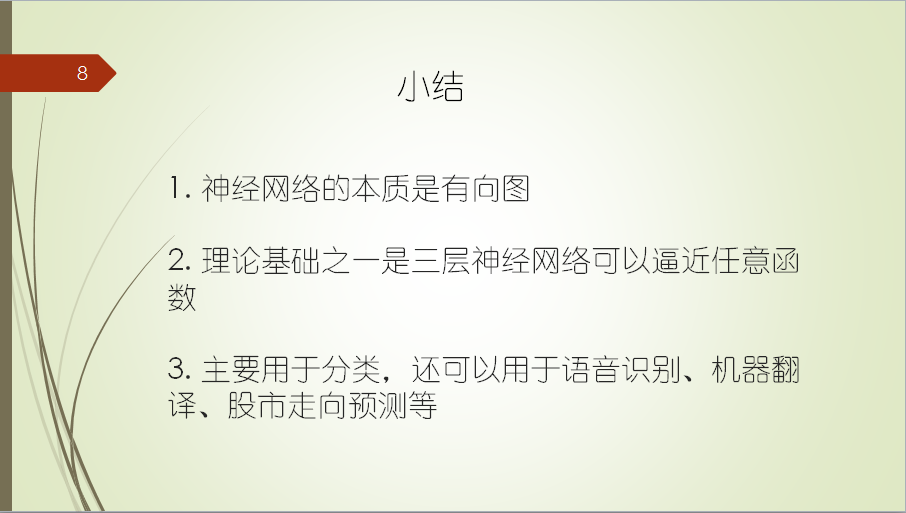 8
小结
1. 神经网络的本质是有向图
2. 理论基础之一是三层神经网络可以逼近任意函
数
3. 主要用于分类，还可以用于语音识别、机器翻
译、股市走向预测等